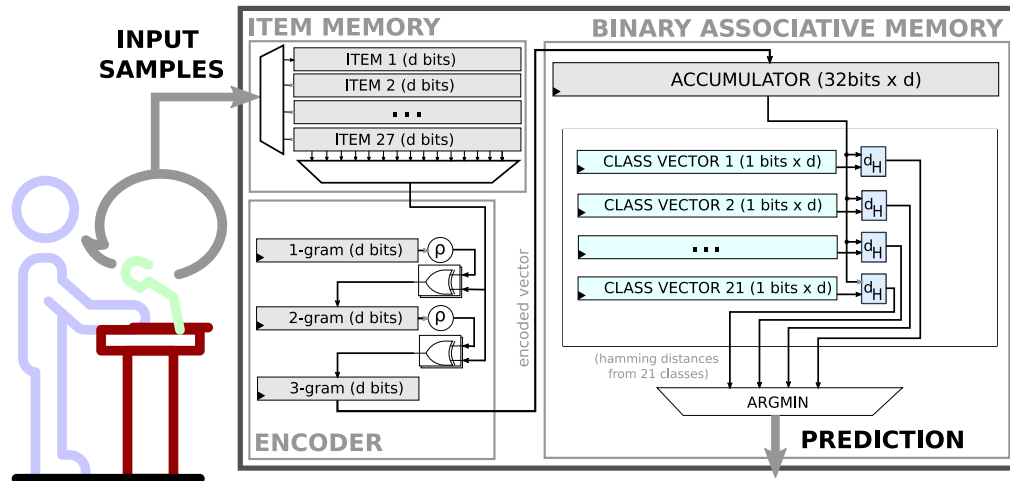 INPUT
SAMPLES
ITEM MEMORY
ITEM 1 (d bits)
ITEM 2 (d bits)
...
ITEM 27 (d bits)
1-gram (d bits)
ρ
2-gram (d bits)
ρ
3-gram (d bits)
ENCODER
encoded vector
BINARY ASSOCIATIVE MEMORY
ACCUMULATOR (32bits x d)
CLASS VECTOR 1 (1 bits x d)
dH
CLASS VECTOR 2 (1 bits x d)
dH
...
dH
CLASS VECTOR 21 (1 bits x d)
dH
(hamming distances
from 21 classes)
ARGMIN
PREDICTION